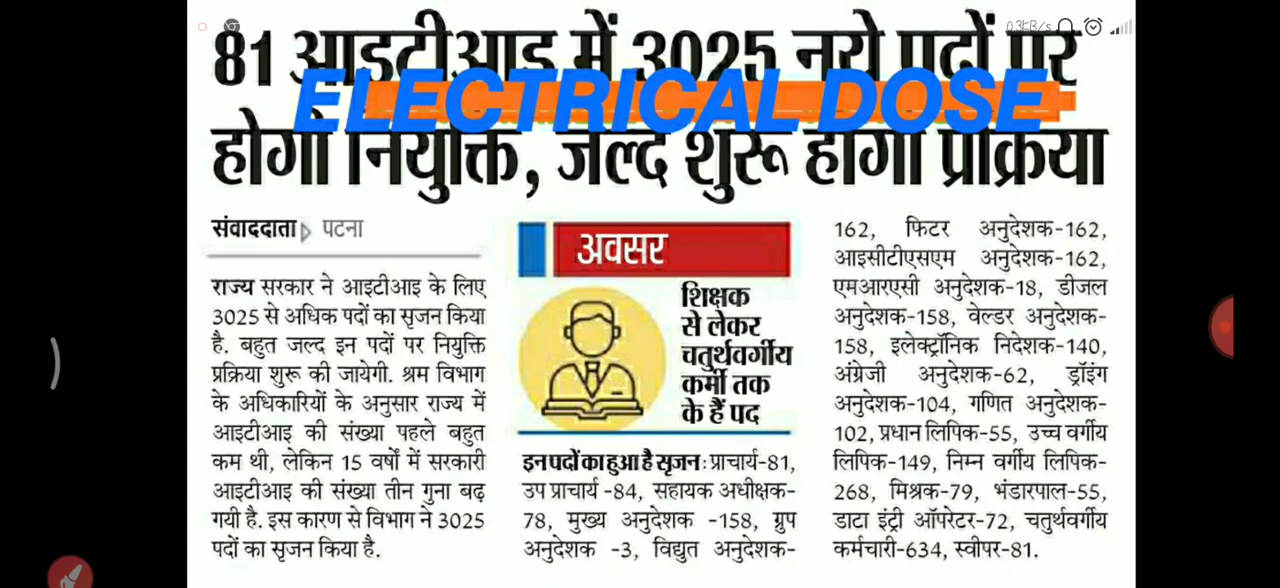 0.3KB/s
81 आइटीआइ में 3025 नये पदों पर
ELECTRICAL DOSE
होगी नियुक्ति, जल्द शुरू होगी प्रक्रिया
संवाददाता पटना
राज्य सरकार ने आइटीआइ के लिए
3025 से अधिक पदों का सृजन किया
है. बहुत जल्द इन पदों पर नियुक्ति
प्रक्रिया शुरू की जायेगी. श्रम विभाग
के अधिकारियों के अनुसार राज्य में
आइटीआइ की संख्या पहले बहुत
कम थी, लेकिन 15 वर्षों में सरकारी
आइटीआइ की संख्या तीन गुना बढ़
गयी है. इस कारण से विभाग ने 3025
पदों का सृजन किया है.
अवसर
शिक्षक
से लेकर
चतुर्थवर्गीय
कर्मी तक
के हैं पद
इन पदों का हुआ है सृजन : प्राचार्य-81,
उप प्राचार्य -84, सहायक अधीक्षक-
78, मुख्य अनुदेशक -158, ग्रुप
अनुदेशक -3, विद्युत अनुदेशक-
162, फिटर अनुदेशक-162,
आइसीटीएसएम अनुदेशक-162,
एमआरएसी अनुदेशक-18, डीजल
अनुदेशक-158, वेल्डर अनुदेशक-
158, इलेक्ट्रॉनिक निदेशक-140,
अंग्रेजी अनुदेशक-62, ड्रॉइंग
अनुदेशक-104, गणित अनुदेशक-
102, प्रधान लिपिक-55, उच्च वर्गीय
लिपिक-149, निम्न वर्गीय लिपिक-
268, मिश्रक-79, भंडारपाल-55,
डाटा इंट्री ऑपरेटर-72, चतुर्थवर्गीय
कर्मचारी-634, स्वीपर-81.